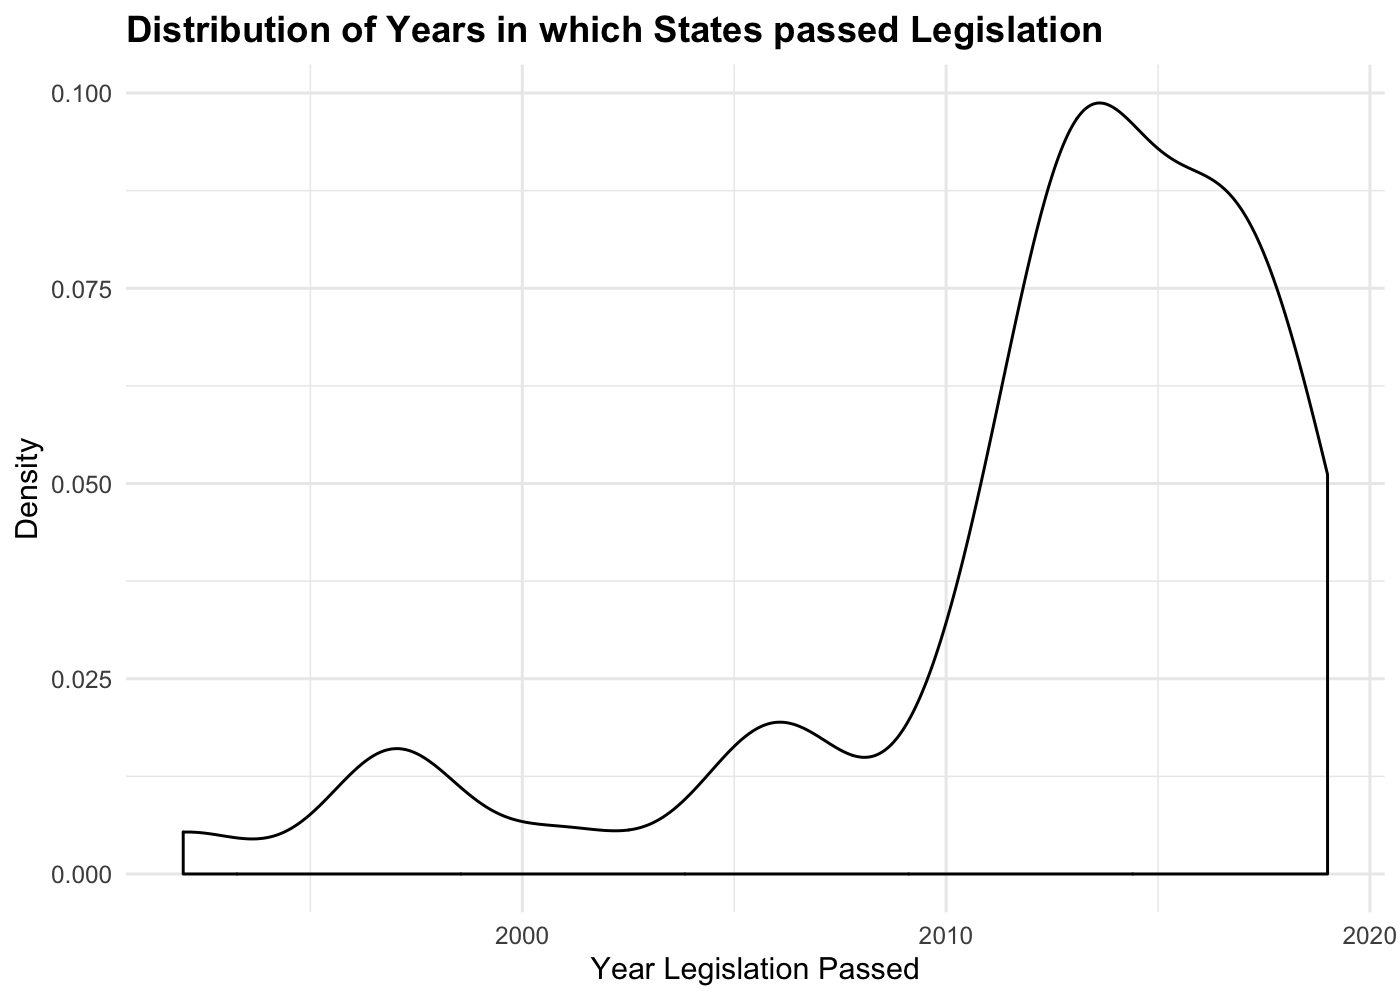 Distribution of Years in which States passed Legislation
0.100
0.075
0.050
0.025
0.000
Density
2000 2010 2020
Year Legislation Passed